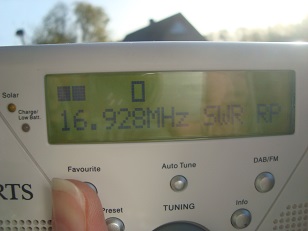 Solar
Charge/
Low Batt.
16.928MHz SWR RP
Favourite
Auto Tune
DAB/FM
RTS
Preset
TUNING
Info